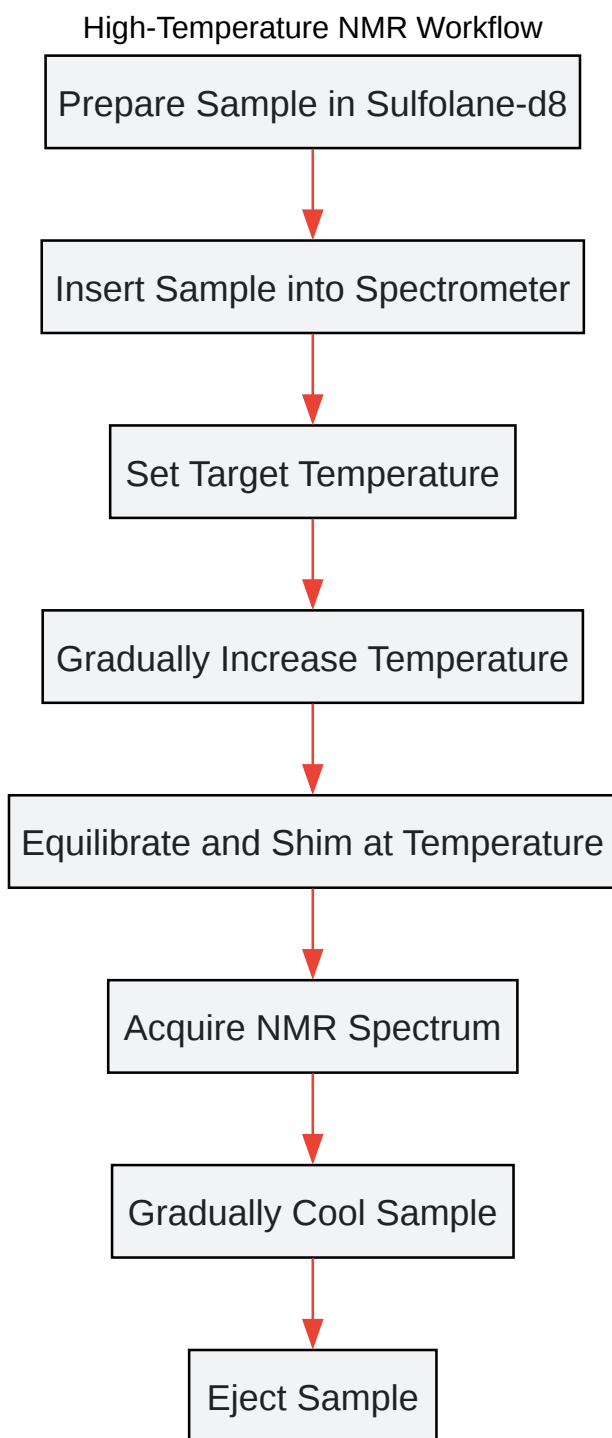 High-Temperature NMR Workflow
Prepare Sample in Sulfolane-d8
Insert Sample into Spectrometer
Set Target Temperature
Gradually Increase Temperature
Equilibrate and Shim at Temperature
Acquire NMR Spectrum
Gradually Cool Sample
Eject Sample